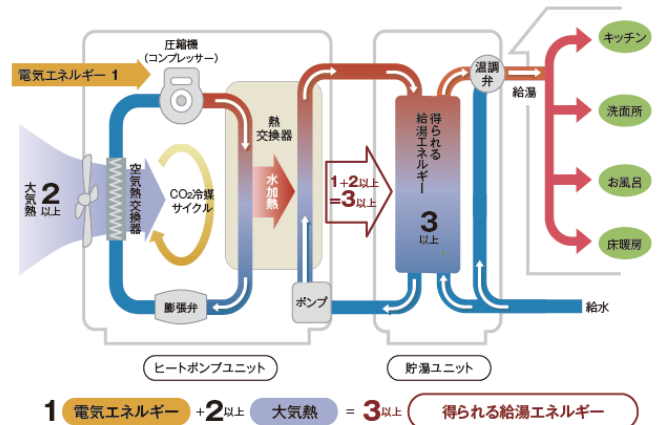 電気エネルギー 1
圧縮機
(コンプレッサー)
大気熱
2
以上
空気熱交換器
CO₂冷媒
サイクル
膨張弁
熱
交換器
水加熱
ポンプ
1+2以上
=3以上
得られる
給湯エネルギー
3
以上
温調
弁
給湯
キッチン
洗面所
お風呂
床暖房
給水
ヒートポンプユニット
貯湯ユニット
1 電気エネルギー +2以上 大気熱 = 3以上 得られる給湯エネルギー